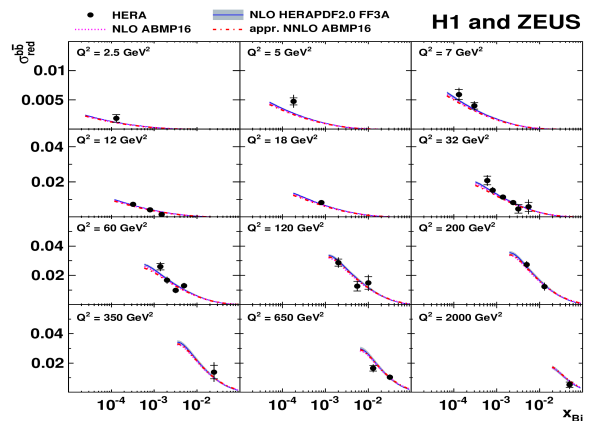 HERA
NLO HERAPDF2.0 FF3A
H1 and ZEUS
NLO ABMP16
appr. NNLO ABMP16
σ_red^{bb̅}
Q² = 2.5 GeV²
Q² = 5 GeV²
Q² = 7 GeV²
0.01
0.005
Q² = 12 GeV²
Q² = 18 GeV²
Q² = 32 GeV²
0.04
0.02
Q² = 60 GeV²
Q² = 120 GeV²
Q² = 200 GeV²
0.04
0.02
Q² = 350 GeV²
Q² = 650 GeV²
Q² = 2000 GeV²
0.04
0.02
10⁻⁴ 10⁻³ 10⁻² 10⁻⁴ 10⁻³ 10⁻² 10⁻⁴ 10⁻³ 10⁻²
x_Bj